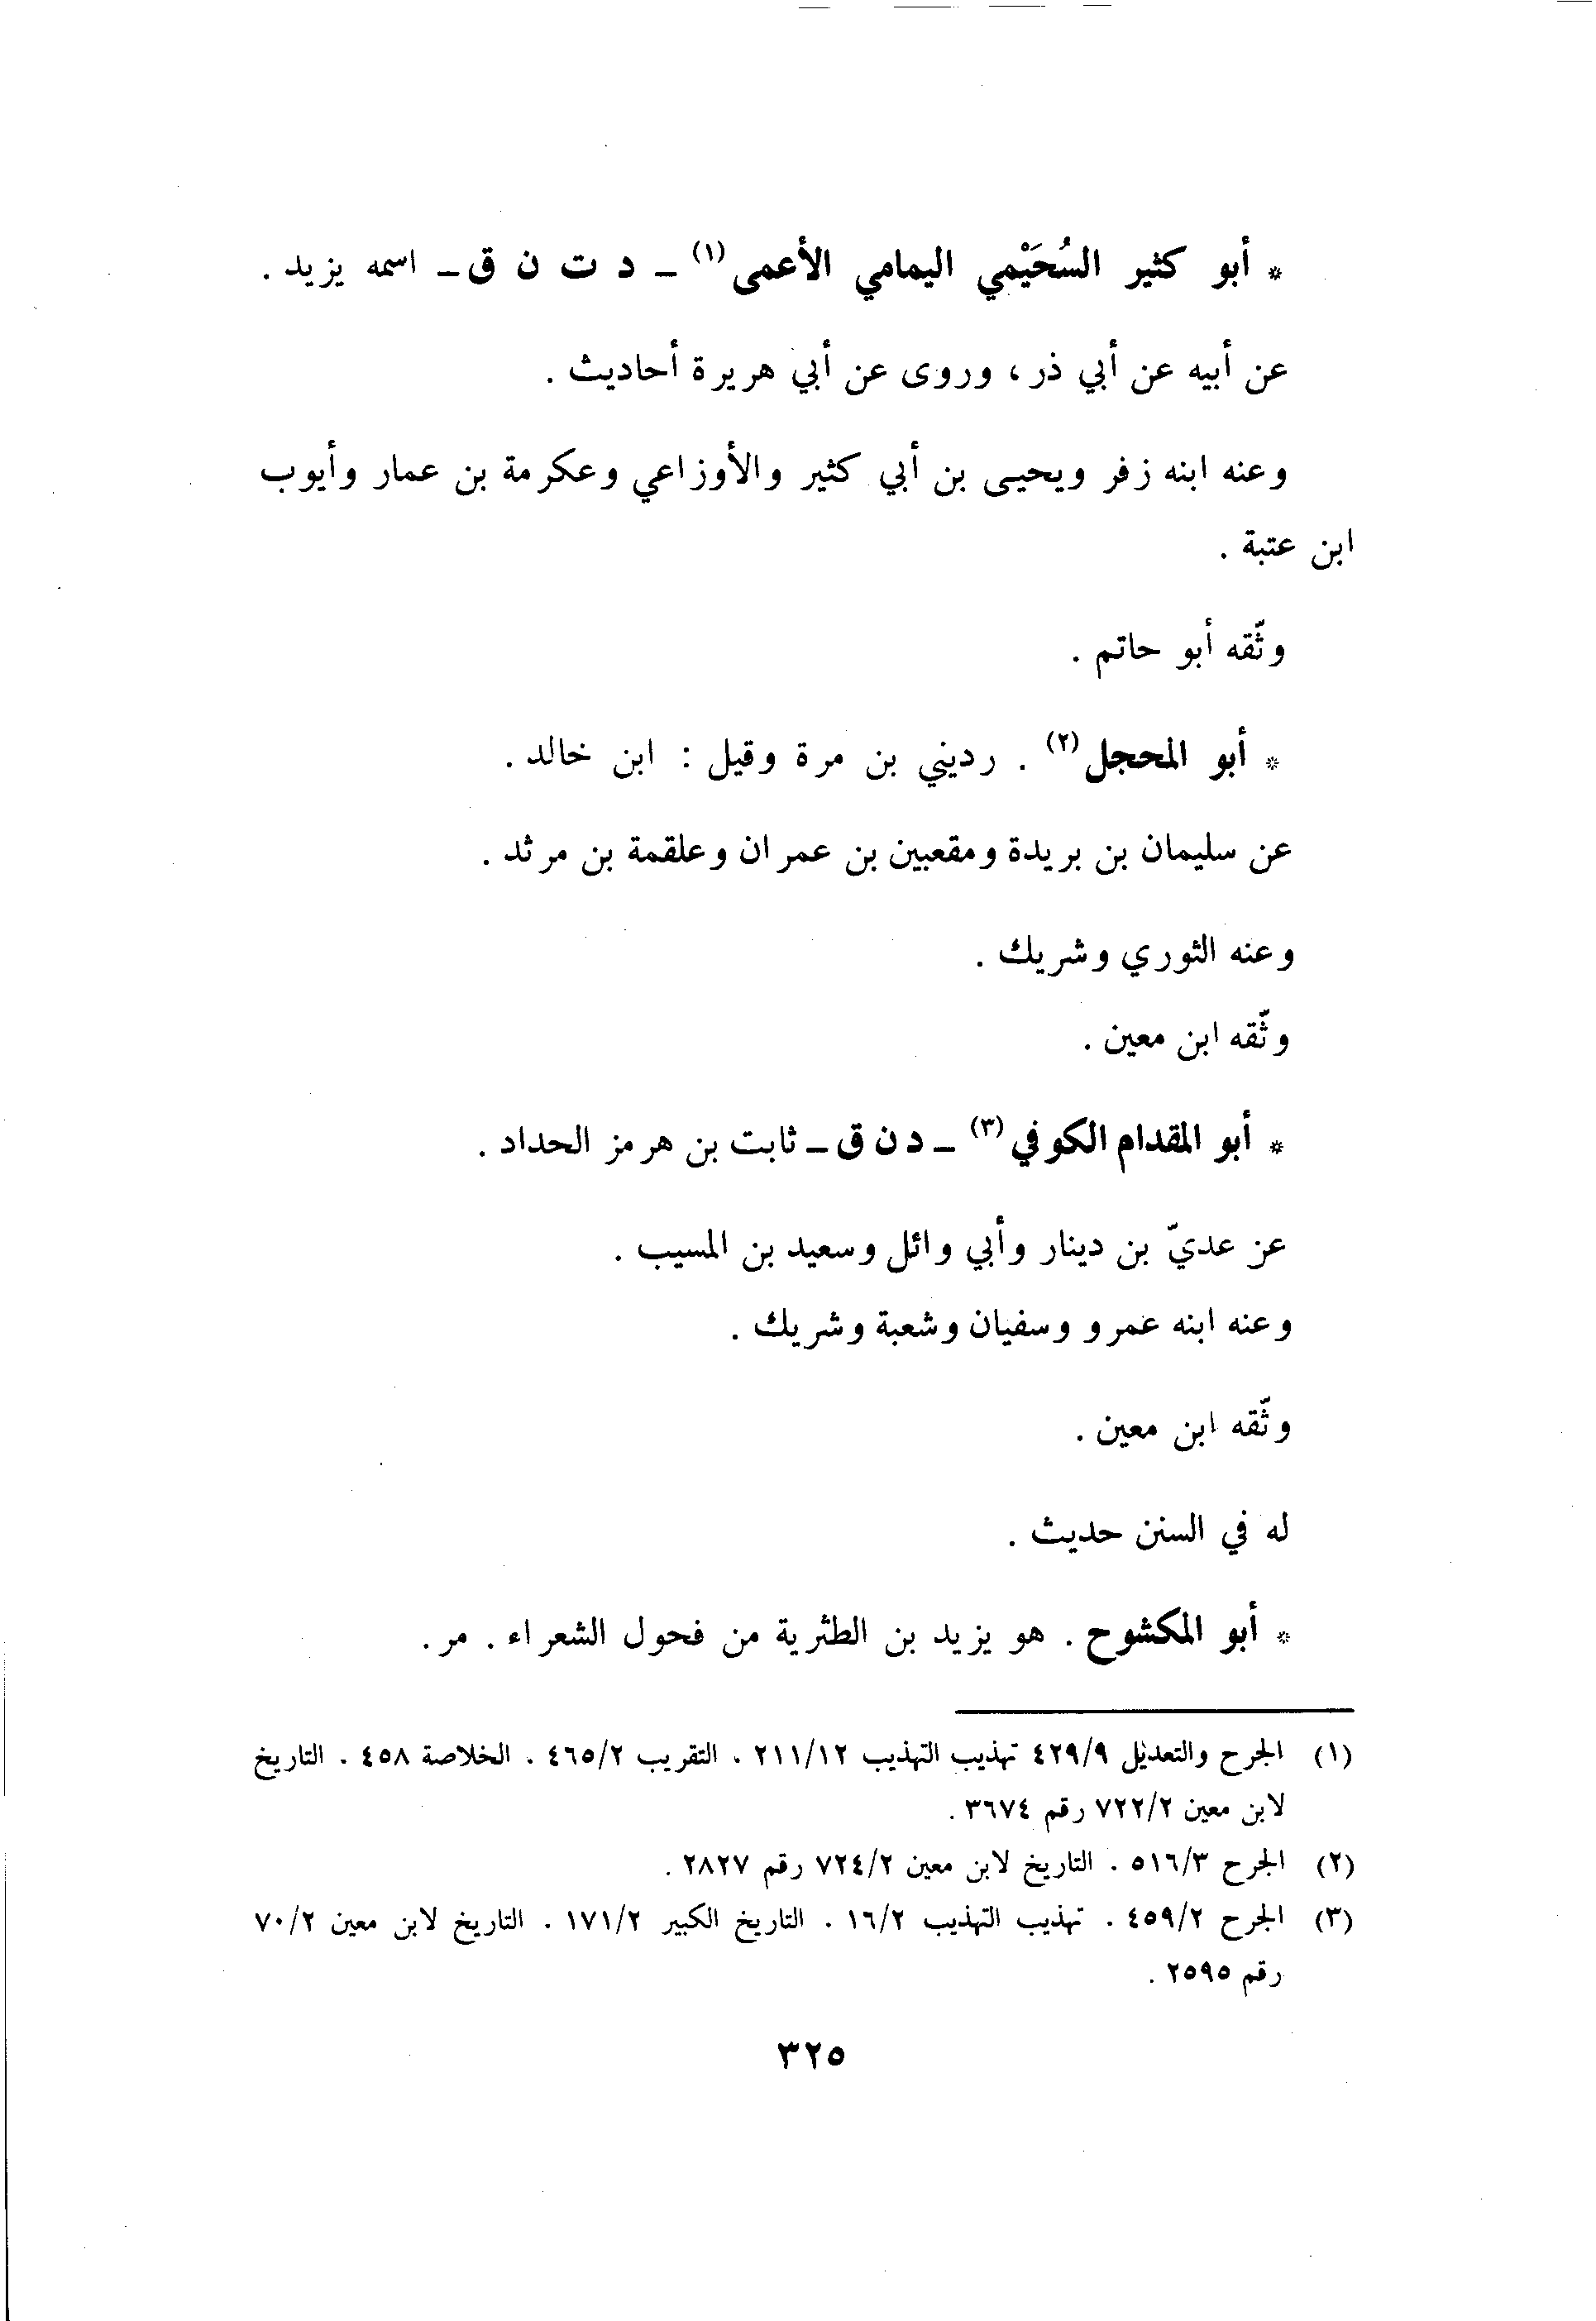 * أبو كثير السُحَيْمي اليمامي الأعمى (١) ـ د ت ن ق ـ اسمه يزيد .
عن أبيه عن أبي ذر ، وروى عن أبي هريرة أحاديث .
وعنه ابنه زفر ويحيى بن أبي كثير والأوزاعي وعكرمة بن عمار وأيوب
ابن عتبة .
وثّقه أبو حاتم .
* أبو المحجل (٢) . رديني بن مرة وقيل : ابن خالد .
عن سليمان بن بريدة ومقعبين بن عمران وعلقمة بن مرثد .
وعنه الثوري وشريك .
وثّقه ابن معين .
* أبو المقدام الكوفي (٣) ـ د ن ق ـ ثابت بن هرمز الحداد .
عن عديّ بن دينار وأبي وائل وسعيد بن المسيب .
وعنه ابنه عمرو وسفيان وشعبة وشريك .
وثّقه ابن معين .
له في السنن حديث .
* أبو المكشوح . هو يزيد بن الطثرية من فحول الشعراء . مر .
(١) الجرح والتعديل ٤٢٩/٩ تهذيب التهذيب ٢١١/١٢ . التقريب ٤٦٥/٢ . الخلاصة ٤٥٨ . التاريخ
لابن معين ٧٢٢/٢ رقم ٣٦٧٤ .
(٢) الجرح ٥١٦/٣ . التاريخ لابن معين ٧٢٤/٢ رقم ٢٨٢٧ .
(٣) الجرح ٤٥٩/٢ . تهذيب التهذيب ١٦/٢ . التاريخ الكبير ١٧١/٢ . التاريخ لابن معين ٧٠/٢
رقم ٢٥٩٥ .
٣٢٥